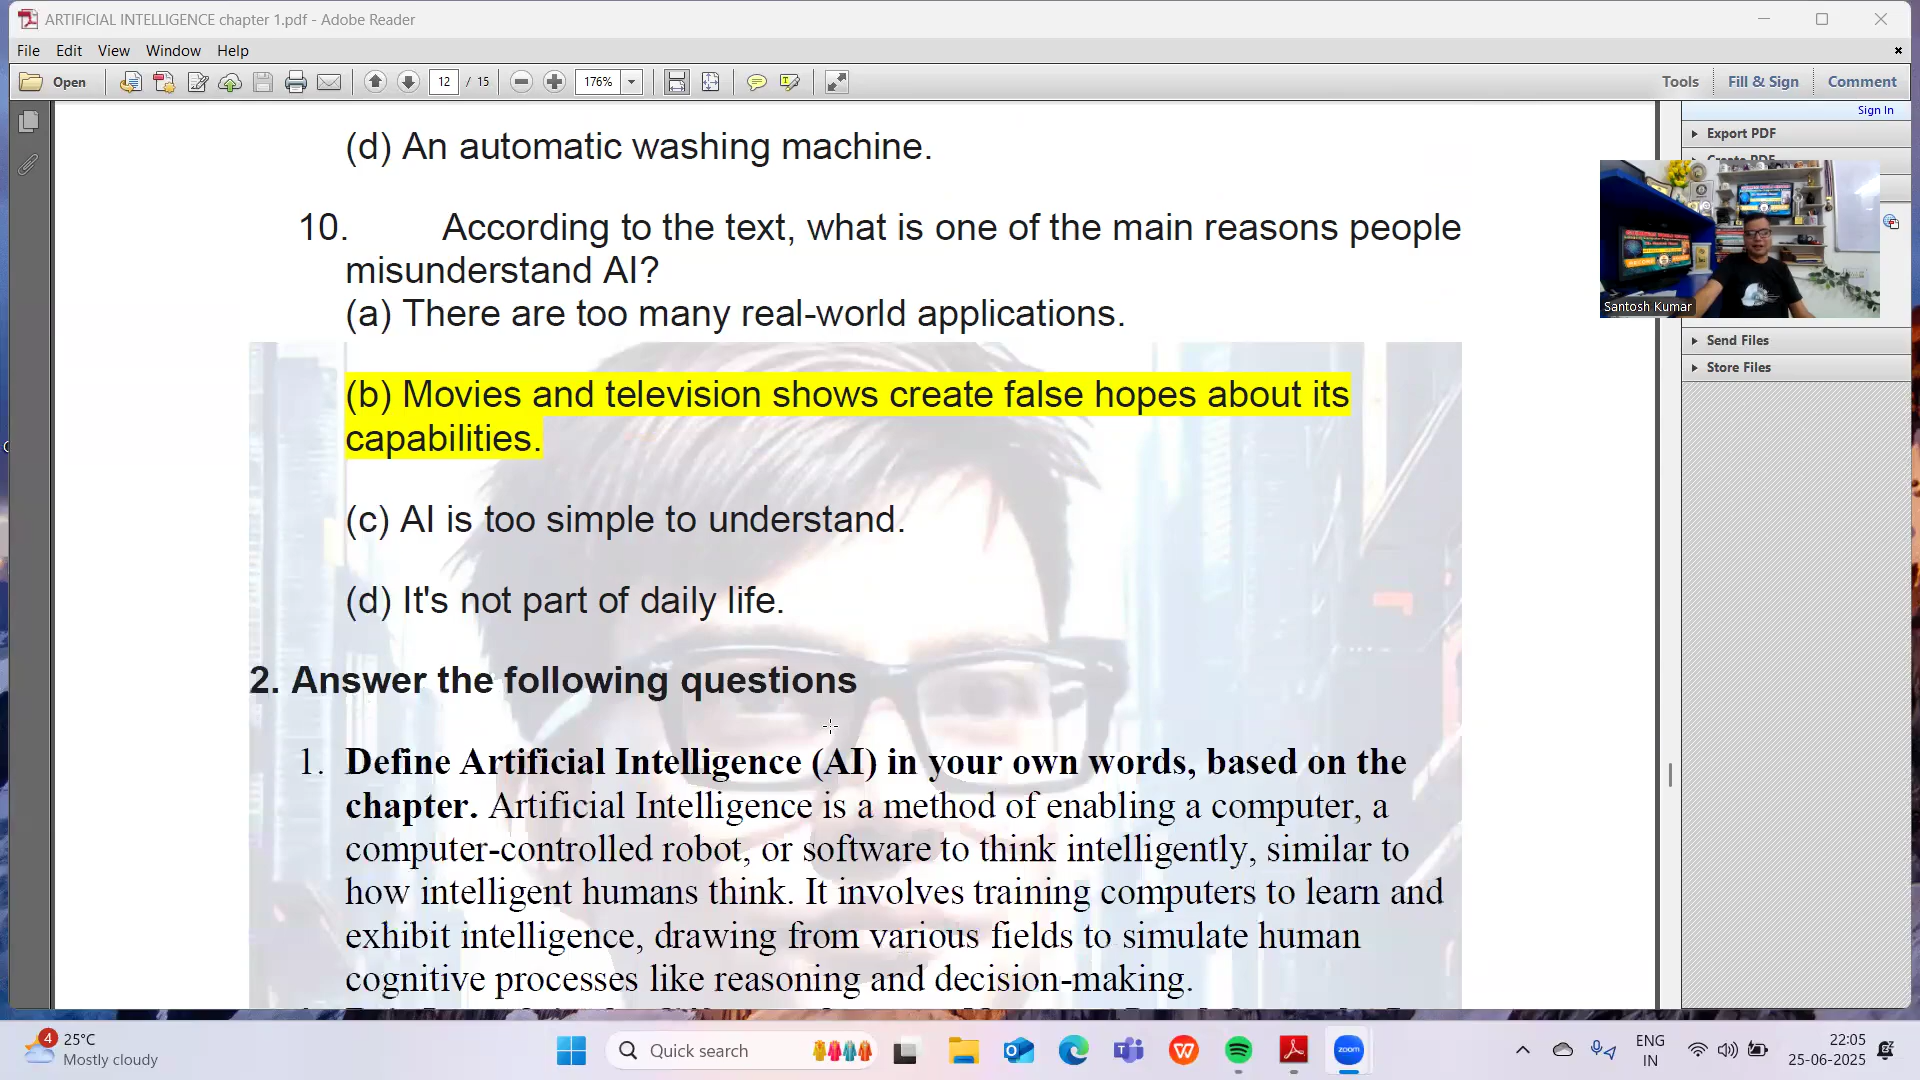 ARTIFICIAL INTELLIGENCE chapter 1.pdf - Adobe Reader
File Edit View Window Help
Open 12 / 15 176% Tools Fill & Sign Comment
Sign In
Export PDF
Create PDF
Santosh Kumar
Send Files
Store Files
(d) An automatic washing machine.
10. According to the text, what is one of the main reasons people
misunderstand AI?
(a) There are too many real-world applications.
(b) Movies and television shows create false hopes about its
capabilities.
(c) AI is too simple to understand.
(d) It's not part of daily life.
2. Answer the following questions
1. Define Artificial Intelligence (AI) in your own words, based on the
chapter. Artificial Intelligence is a method of enabling a computer, a
computer-controlled robot, or software to think intelligently, similar to
how intelligent humans think. It involves training computers to learn and
exhibit intelligence, drawing from various fields to simulate human
cognitive processes like reasoning and decision-making.
4 25°C
Mostly cloudy
Quick search
zoom
ENG
IN
22:05
25-06-2025